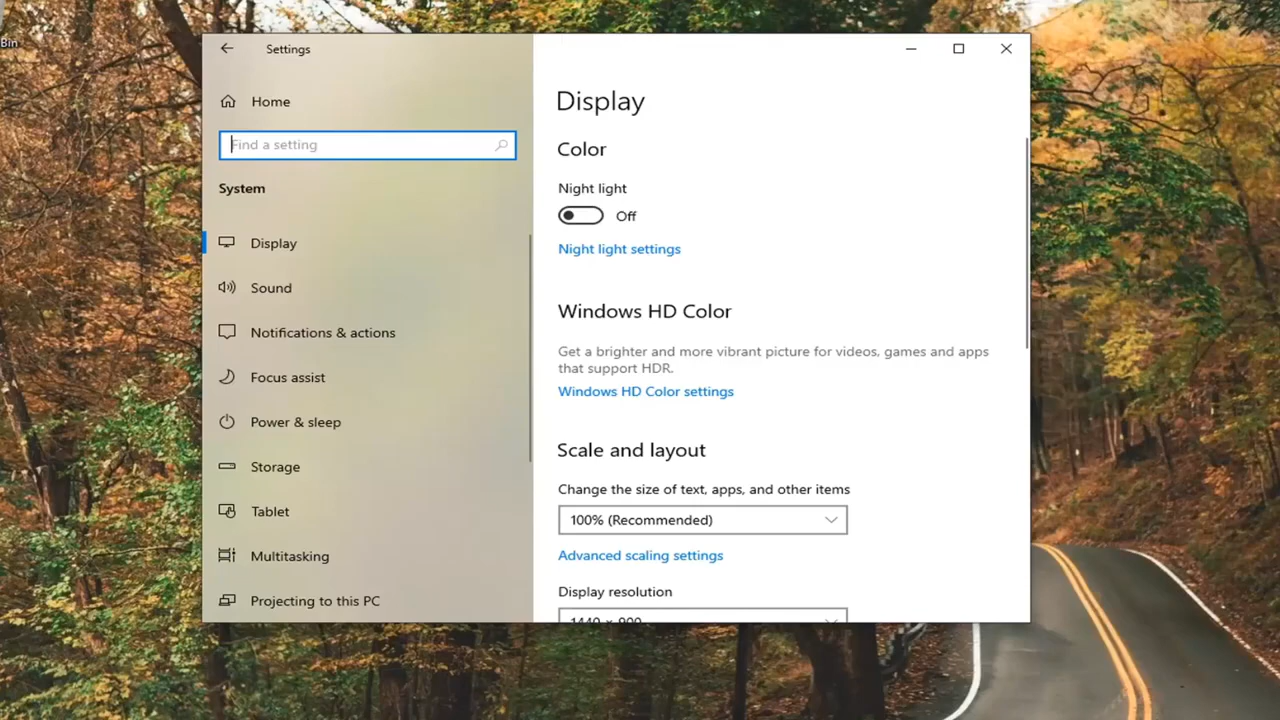 Bin
Settings
Home
Find a setting
System
Display
Sound
Notifications & actions
Focus assist
Power & sleep
Storage
Tablet
Multitasking
Projecting to this PC
Display
Color
Night light
Off
Night light settings
Windows HD Color
Get a brighter and more vibrant picture for videos, games and apps
that support HDR.
Windows HD Color settings
Scale and layout
Change the size of text, apps, and other items
100% (Recommended)
Advanced scaling settings
Display resolution
1440 × 900